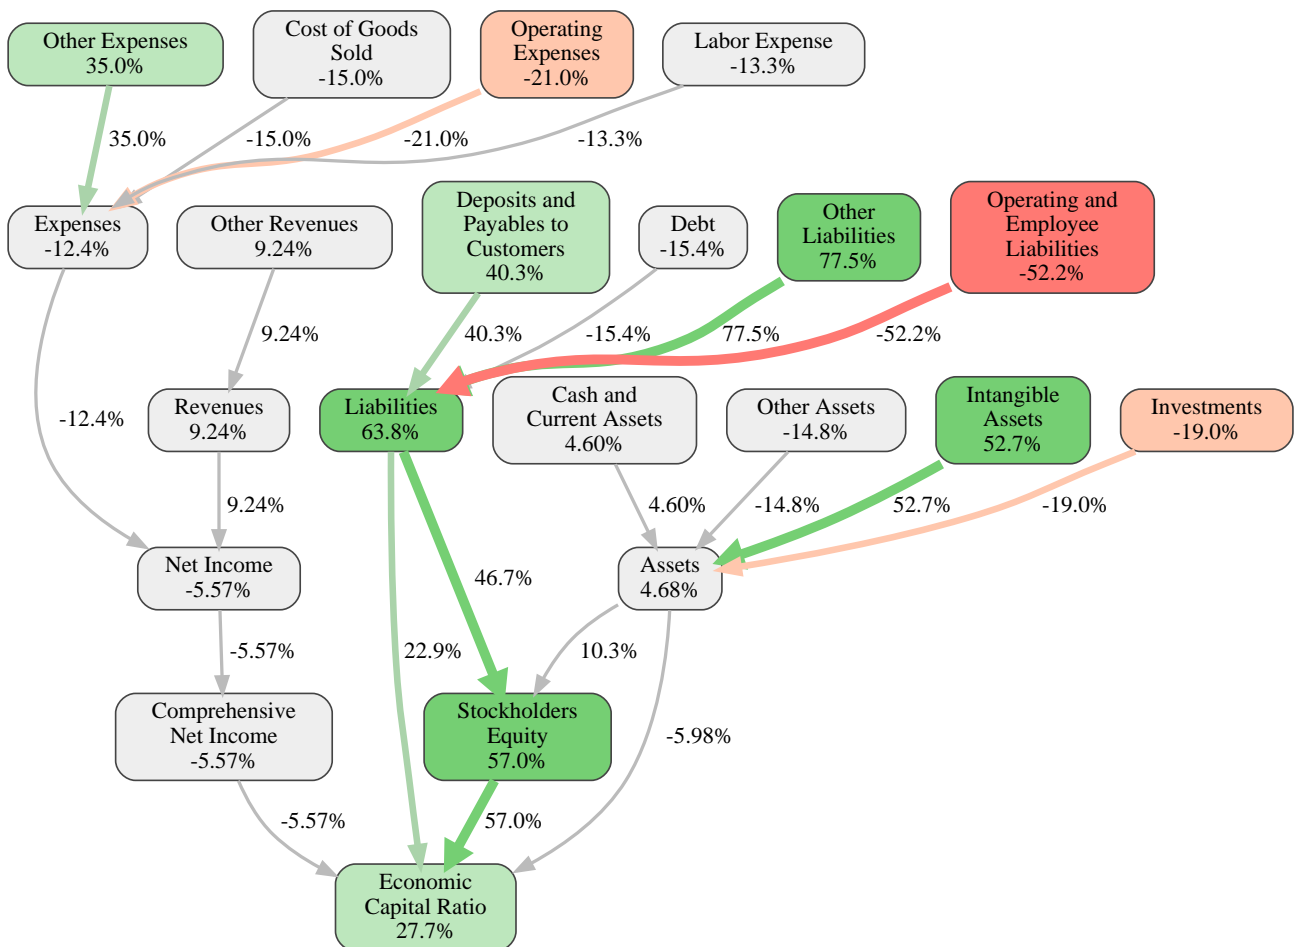 Other Expenses
35.0%
Cost of Goods
Sold
-15.0%
Operating
Expenses
-21.0%
Labor Expense
-13.3%
35.0%
-15.0%
-21.0%
-13.3%
Expenses
-12.4%
Other Revenues
9.24%
Deposits and
Payables to
Customers
40.3%
Debt
-15.4%
Other
Liabilities
77.5%
Operating and
Employee
Liabilities
-52.2%
9.24%
40.3%
-15.4%
77.5%
-52.2%
-12.4%
Revenues
9.24%
Liabilities
63.8%
Cash and
Current Assets
4.60%
Other Assets
-14.8%
Intangible
Assets
52.7%
Investments
-19.0%
9.24%
4.60%
-14.8%
52.7%
-19.0%
Net Income
-5.57%
46.7%
Assets
4.68%
-5.57%
22.9%
10.3%
Comprehensive
Net Income
-5.57%
Stockholders
Equity
57.0%
-5.98%
-5.57%
57.0%
Economic
Capital Ratio
27.7%